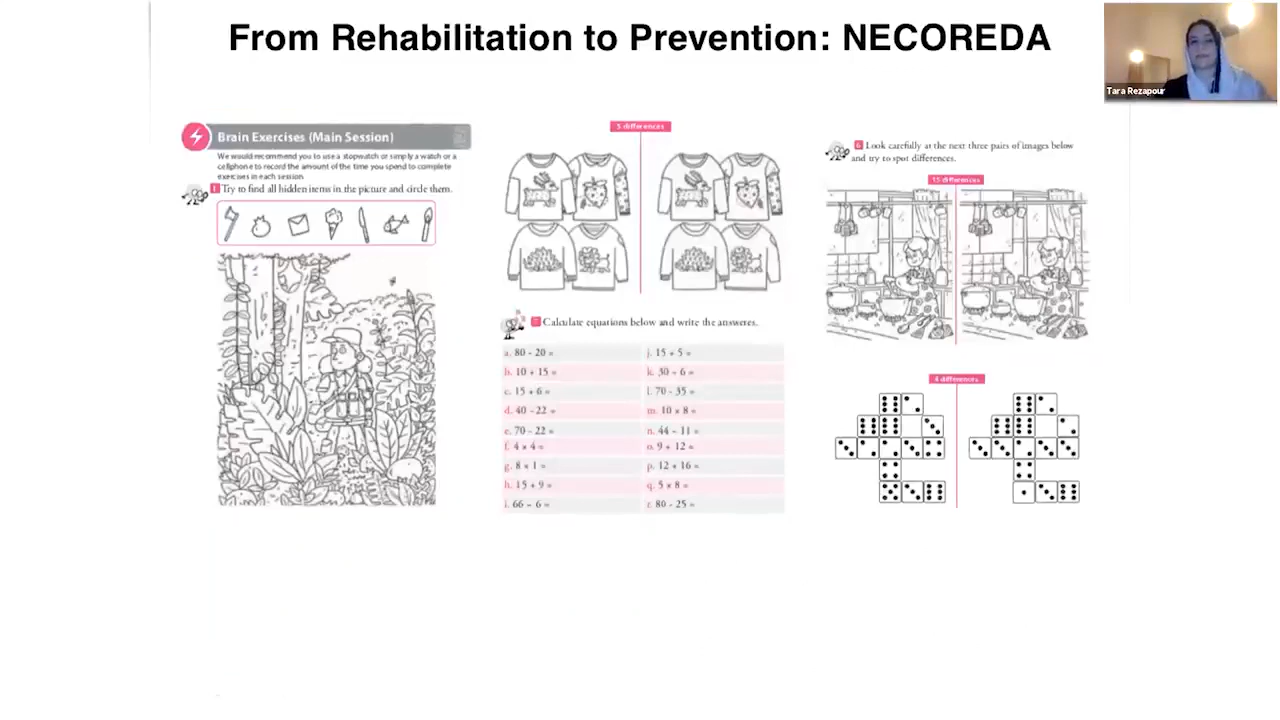 From Rehabilitation to Prevention: NECOREDA
Tara Rezapour
Brain Exercises (Main Session)
We would recommend you to use a stopwatch or simply a watch or a
cellphone to record the amount of the time you spend to complete
exercises in each session
1 Try to find all hidden items in the picture and circle them.
5 differences
Calculate equations below and write the answeres.
a. 80 - 20 =
b. 10 + 15 =
c. 15 + 6 =
d. 40 - 22 =
e. 70 - 22 =
f. 4 × 4 =
g. 8 × 1 =
h. 15 + 9 =
i. 66 - 6 =
j. 15 + 5 =
k. 30 - 6 =
l. 70 - 35 =
m. 10 × 8 =
n. 44 - 11 =
o. 9 + 12 =
p. 12 + 16 =
q. 5 × 8 =
r. 80 - 25 =
6 Look carefully at the next three pairs of images below
and try to spot differences.
15 differences
4 differences